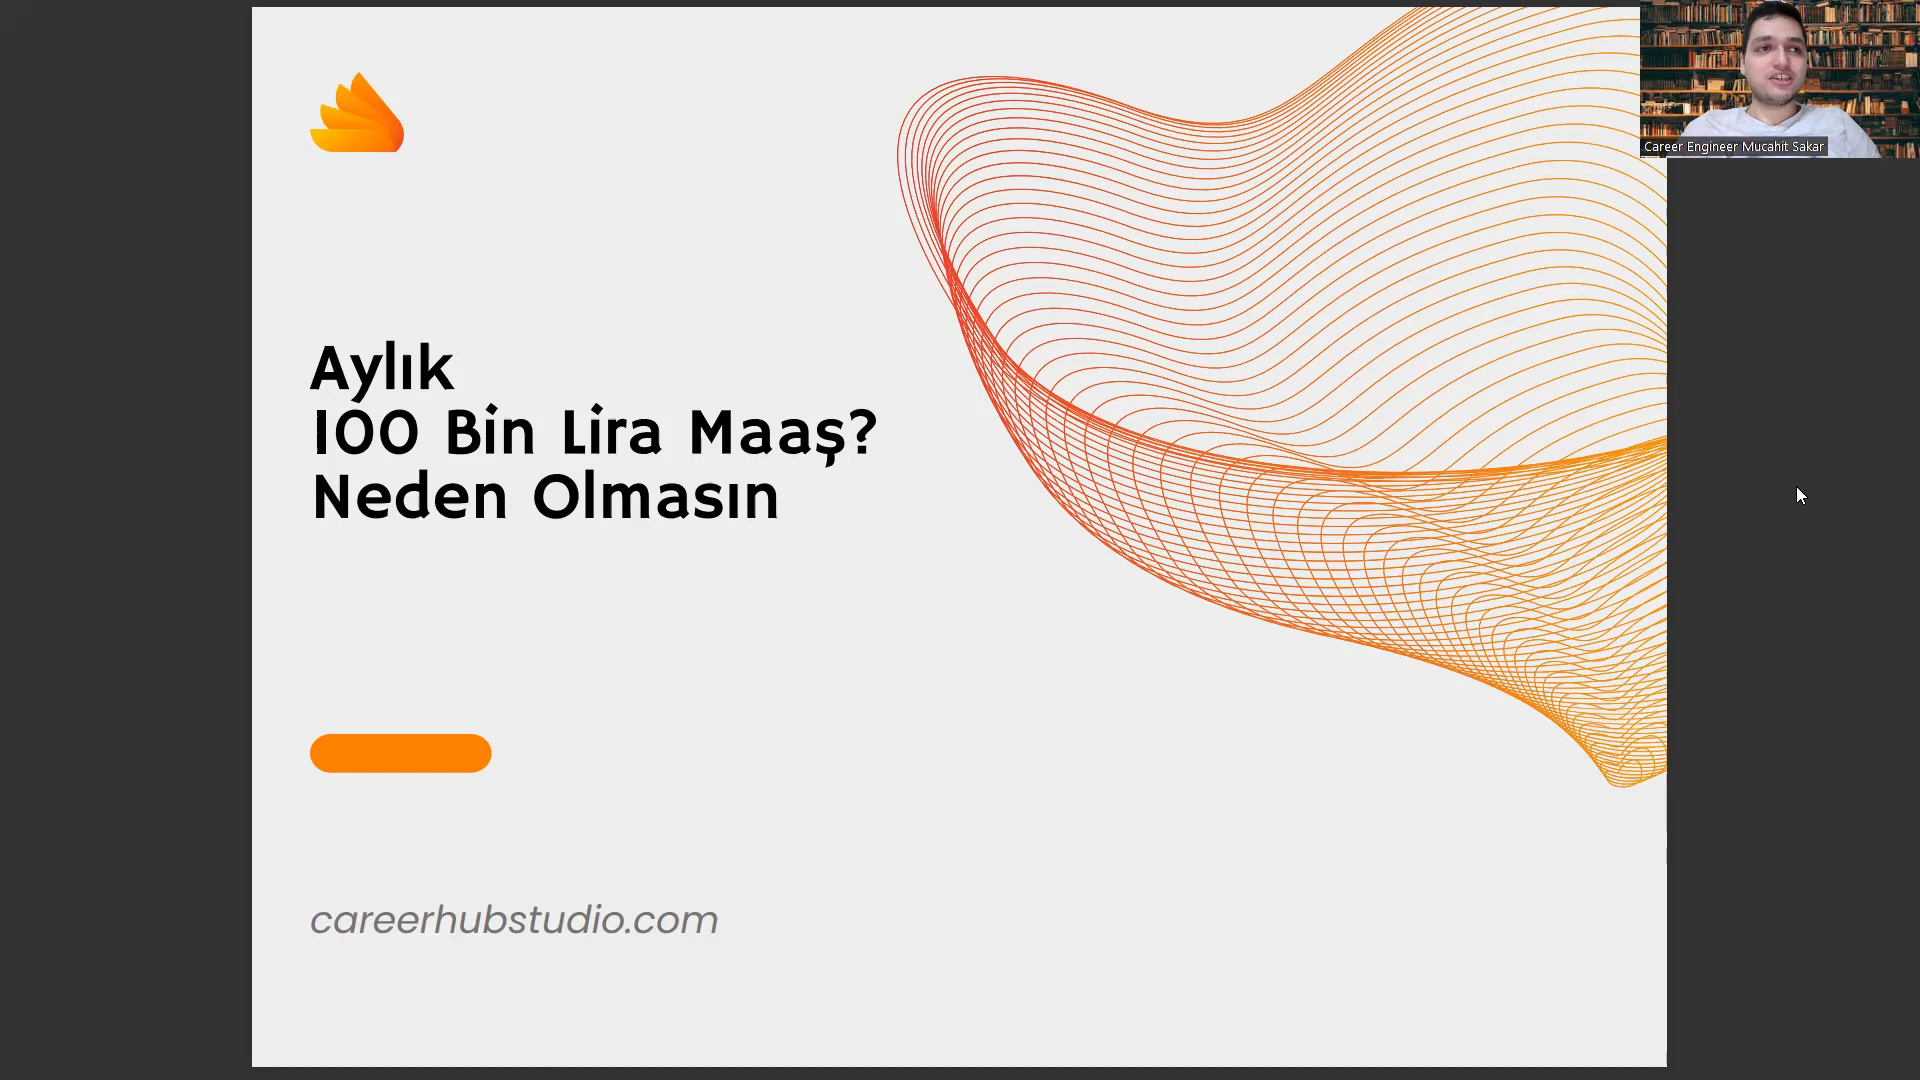 Aylık
100 Bin Lira Maaş?
Neden Olmasın
careerhubstudio.com
Career Engineer Mucahit Sakar